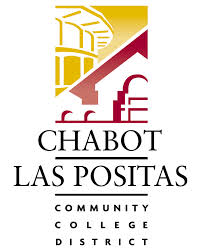 CHABOT
LAS POSITAS
COMMUNITY
COLLEGE
DISTRICT